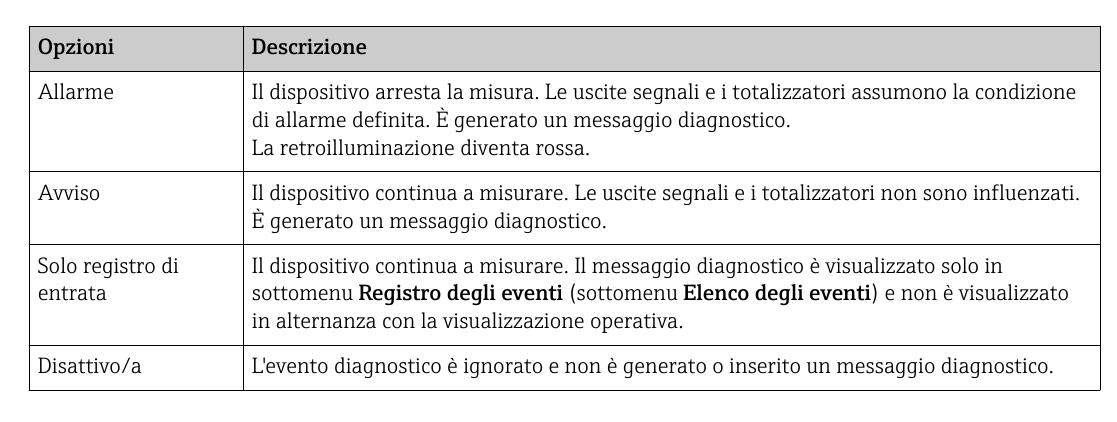 Opzioni Descrizione
Allarme Il dispositivo arresta la misura. Le uscite segnali e i totalizzatori assumono la condizione
di allarme definita. È generato un messaggio diagnostico.
La retroilluminazione diventa rossa.
Avviso Il dispositivo continua a misurare. Le uscite segnali e i totalizzatori non sono influenzati.
È generato un messaggio diagnostico.
Solo registro di Il dispositivo continua a misurare. Il messaggio diagnostico è visualizzato solo in
entrata sottomenu Registro degli eventi (sottomenu Elenco degli eventi) e non è visualizzato
in alternanza con la visualizzazione operativa.
Disattivo/a L'evento diagnostico è ignorato e non è generato o inserito un messaggio diagnostico.